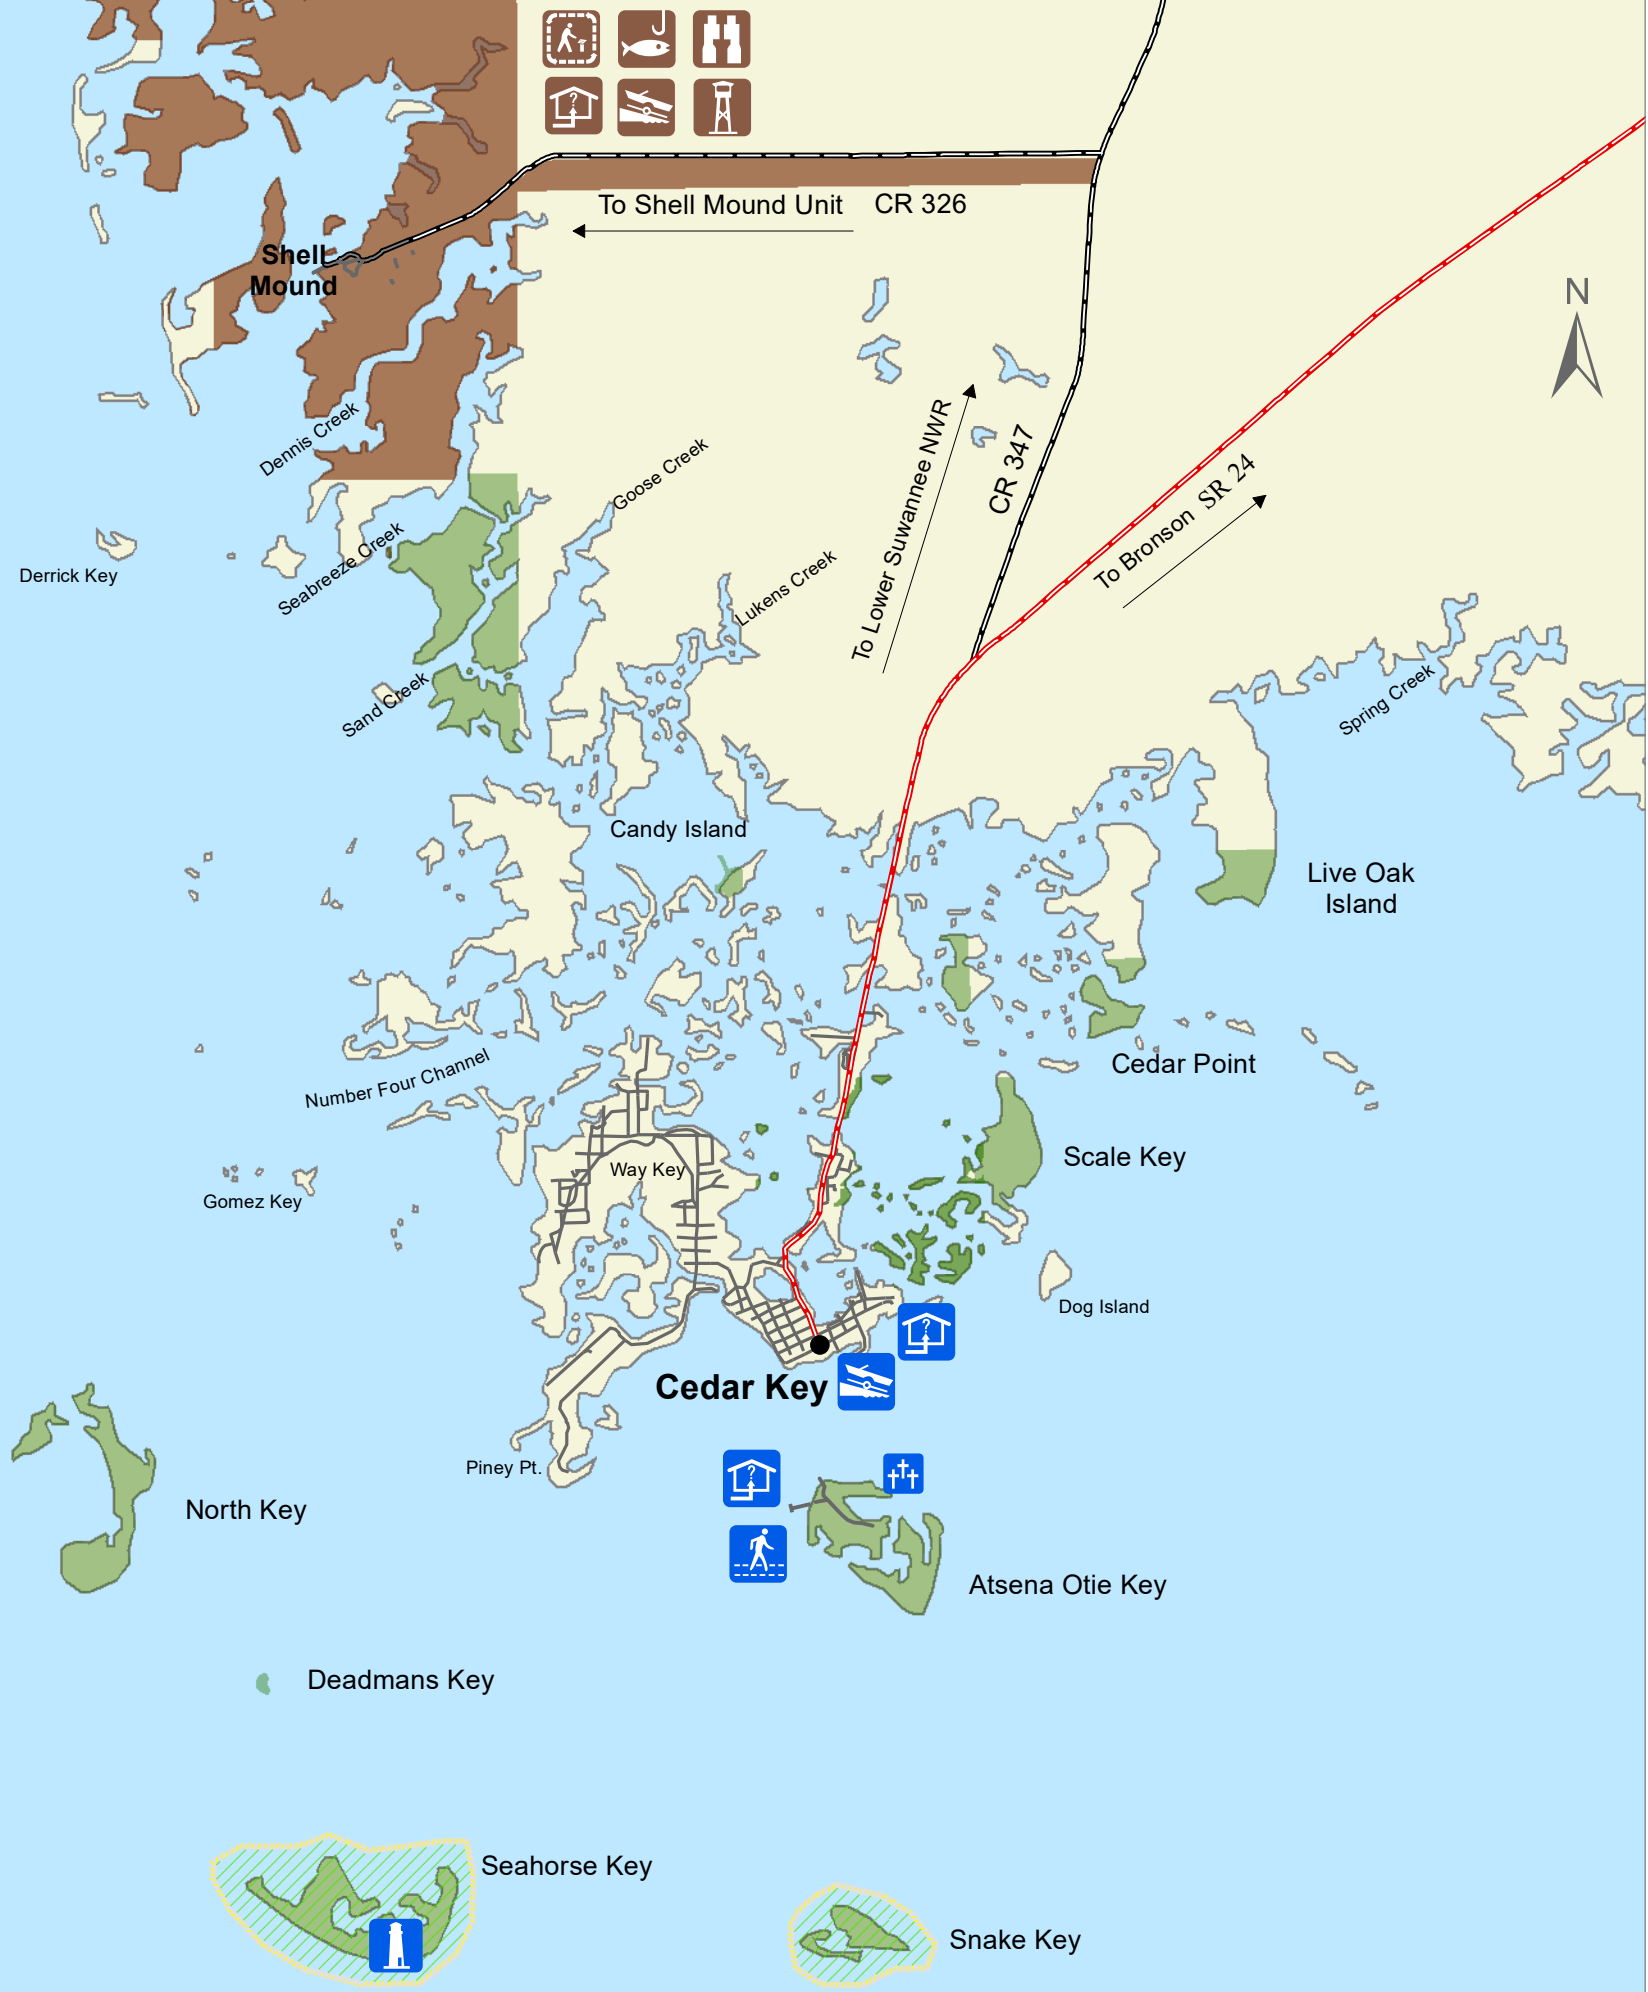 To Shell Mound Unit CR 326
Shell
Mound
N
Dennis Creek
Goose Creek
To Lower Suwannee NWR
CR 347
To Bronson SR 24
Seabreeze Creek
Derrick Key
Lukens Creek
Sand Creek
Spring Creek
Candy Island
Live Oak
Island
Number Four Channel
Cedar Point
Scale Key
Way Key
Gomez Key
Dog Island
Cedar Key
?
Piney Pt.
?
North Key
Atsena Otie Key
Deadmans Key
Seahorse Key
Snake Key
?